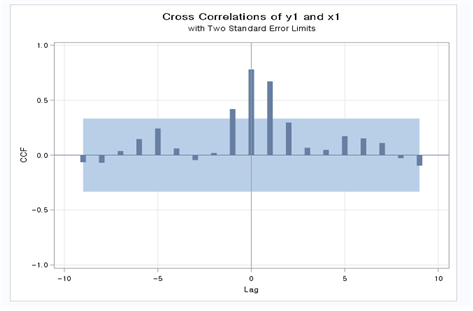 Cross Correlations of y1 and x1
with Two Standard Error Limits
1.0
0.5
CCF
0.0
−0.5
−1.0
−10 −5 0 5 10
Lag